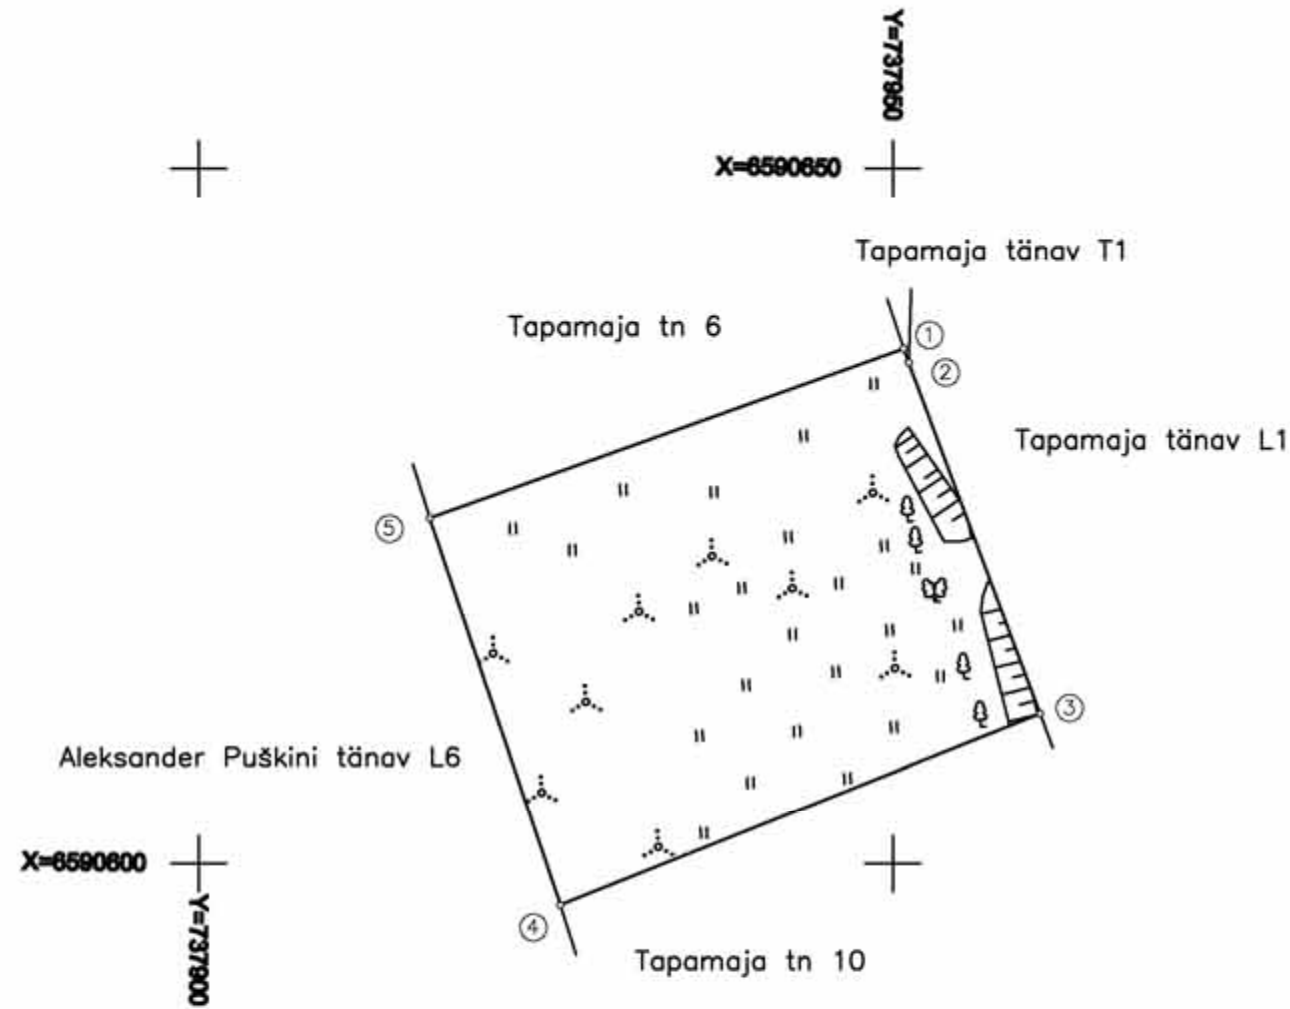 Y=737950
X=6590650
Tapamaja tänav T1
Tapamaja tn 6
1
2
Tapamaja tänav L1
5
3
Aleksander Puškini tänav L6
X=6590600
Y=737900
4
Tapamaja tn 10